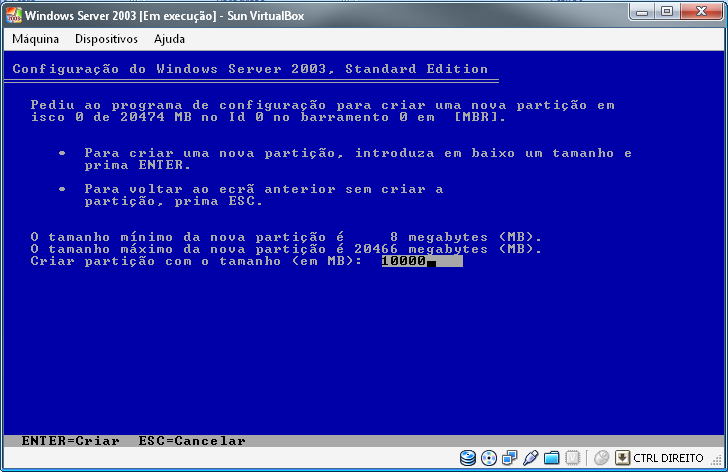 Windows Server 2003 [Em execução] - Sun VirtualBox
Máquina Dispositivos Ajuda
Configuração do Windows Server 2003, Standard Edition
Pediu ao programa de configuração para criar uma nova partição em
isco 0 de 20474 MB no Id 0 no barramento 0 em [MBR].
• Para criar uma nova partição, introduza em baixo um tamanho e
prima ENTER.
• Para voltar ao ecrã anterior sem criar a
partição, prima ESC.
O tamanho mínimo da nova partição é 8 megabytes (MB).
O tamanho máximo da nova partição é 20466 megabytes (MB).
Criar partição com o tamanho (em MB): 10000
ENTER=Criar ESC=Cancelar
CTRL DIREITO